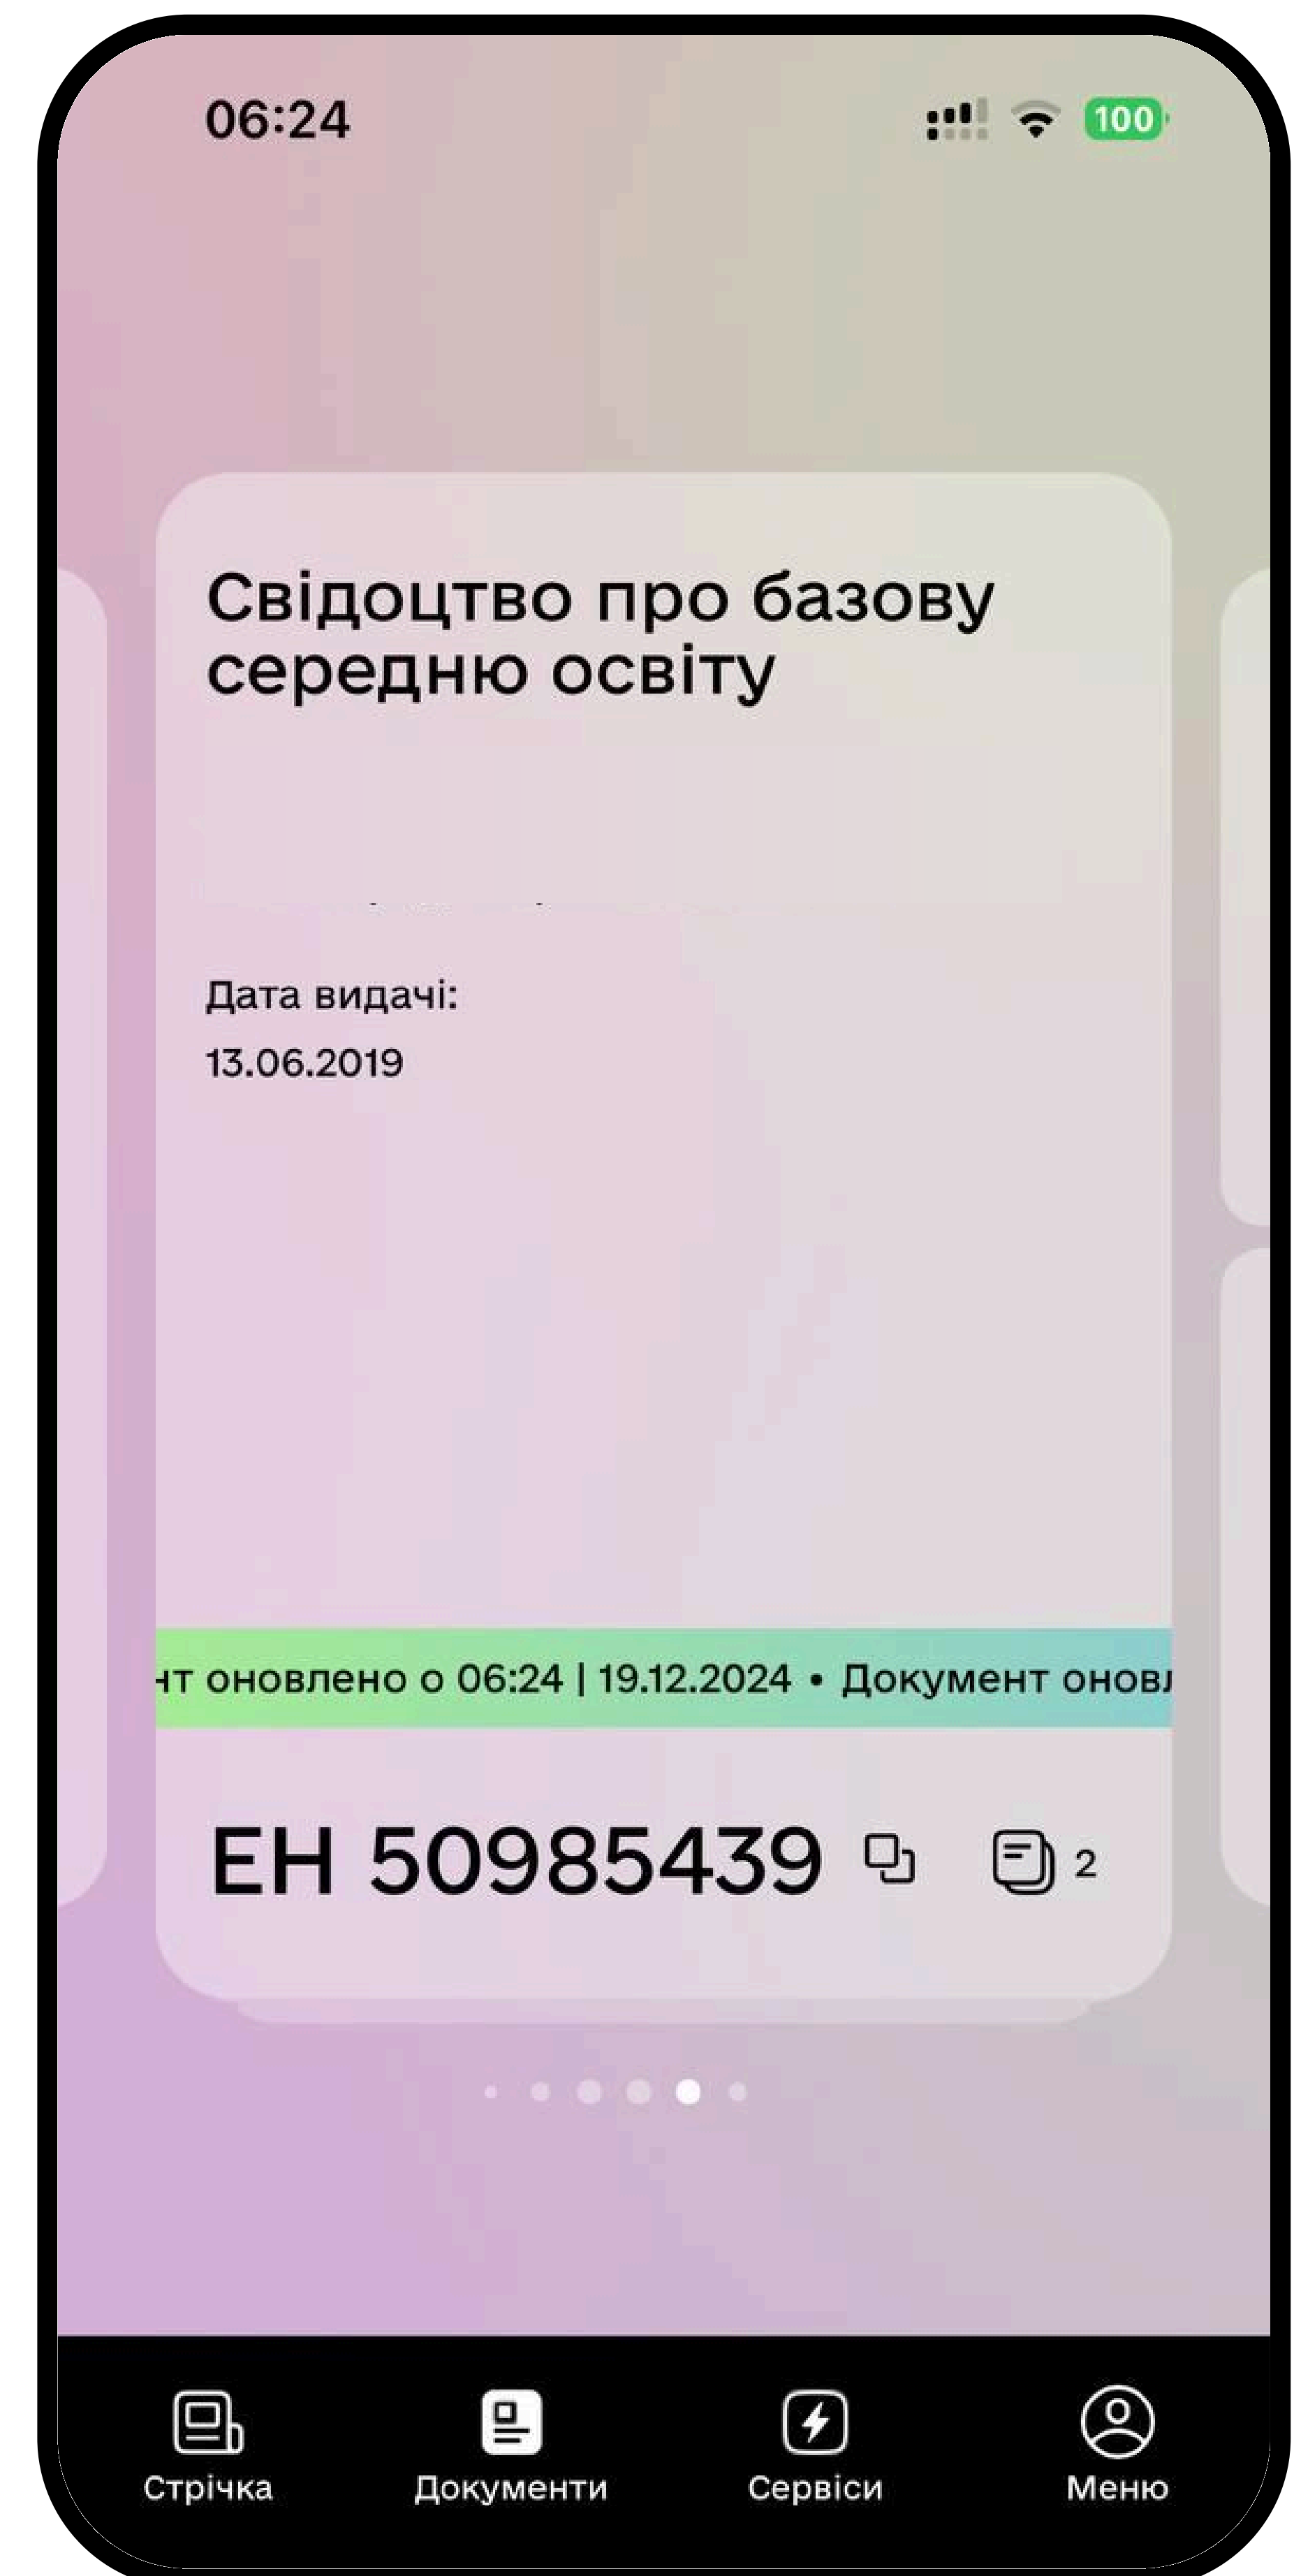 06:24
100
Свідоцтво про базову
середню освіту
Дата видачі:
13.06.2019
нт оновлено о 06:24 | 19.12.2024 • Документ оновл
ЕН 50985439
2
Стрічка
Документи
Сервіси
Меню